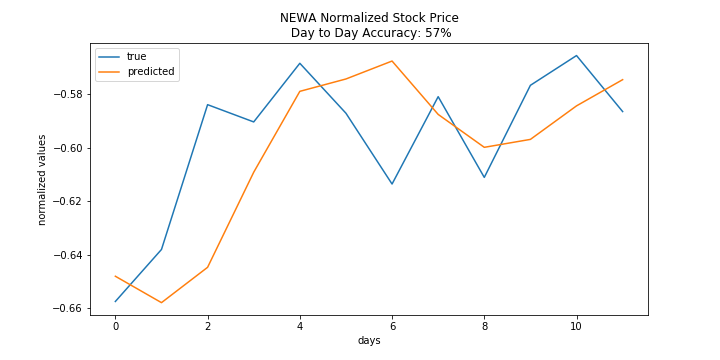 NEWA Normalized Stock Price
Day to Day Accuracy: 57%
true
predicted
normalized values
−0.58
−0.60
−0.62
−0.64
−0.66
0
2
4
6
8
10
days